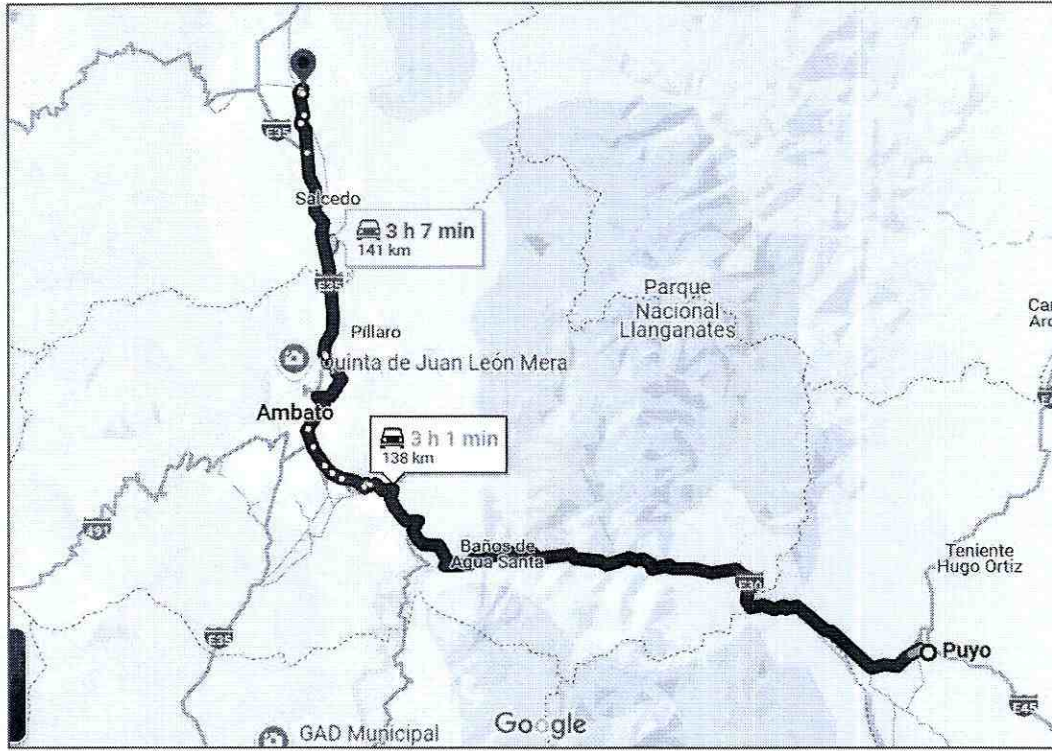 E35
Salcedo
3 h 7 min
141 km
E35
Parque
Nacional
Llanganates
Píllaro
Quinta de Juan León Mera
Ambato
3 h 1 min
138 km
Baños de
Agua Santa
Teniente
Hugo Ortiz
E30
E35
Puyo
E45
Google
GAD Municipal